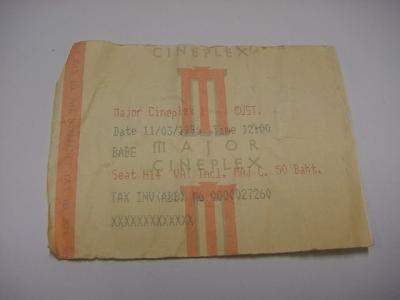 CINEPLEX
Major Cineplex CUST.
Date 11/03/1996 Time 12:00
BABE
MAJOR
CINEPLEX
Seat H14 VAT Incl. MAJ C. 50 Baht.
TAX INV(ABB) No 0000027260
XXXXXXXXXXXXX